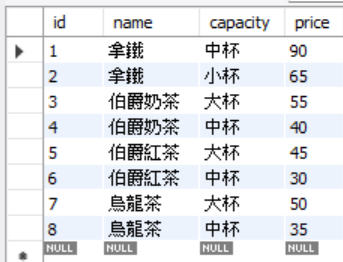 id name capacity price
1 拿鐵 中杯 90
2 拿鐵 小杯 65
3 伯爵奶茶 大杯 55
4 伯爵奶茶 中杯 40
5 伯爵紅茶 大杯 45
6 伯爵紅茶 中杯 30
7 烏龍茶 大杯 50
8 烏龍茶 中杯 35
NULL NULL NULL NULL